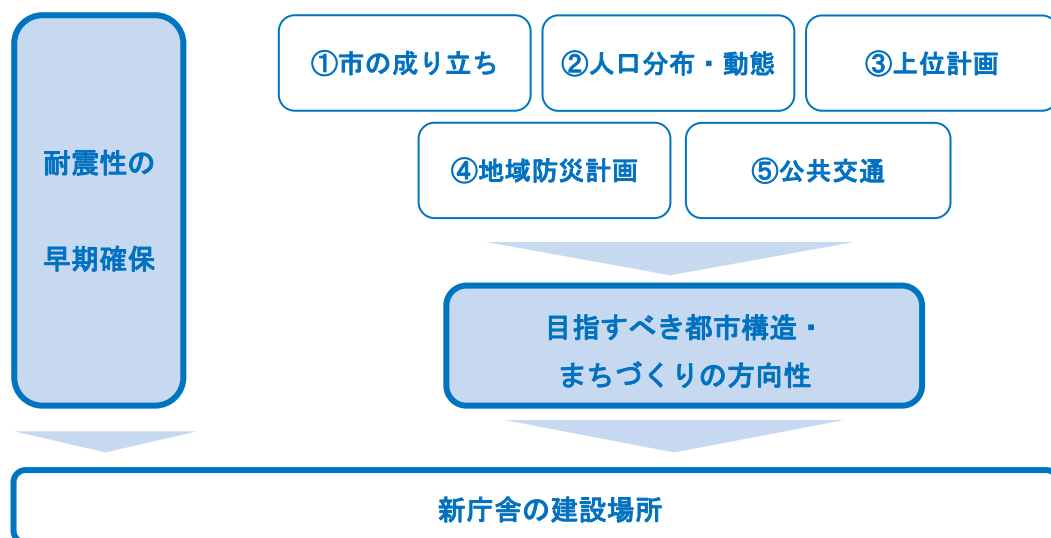 耐震性の
早期確保
①市の成り立ち
②人口分布・動態
③上位計画
④地域防災計画
⑤公共交通
目指すべき都市構造・
まちづくりの方向性
新庁舎の建設場所